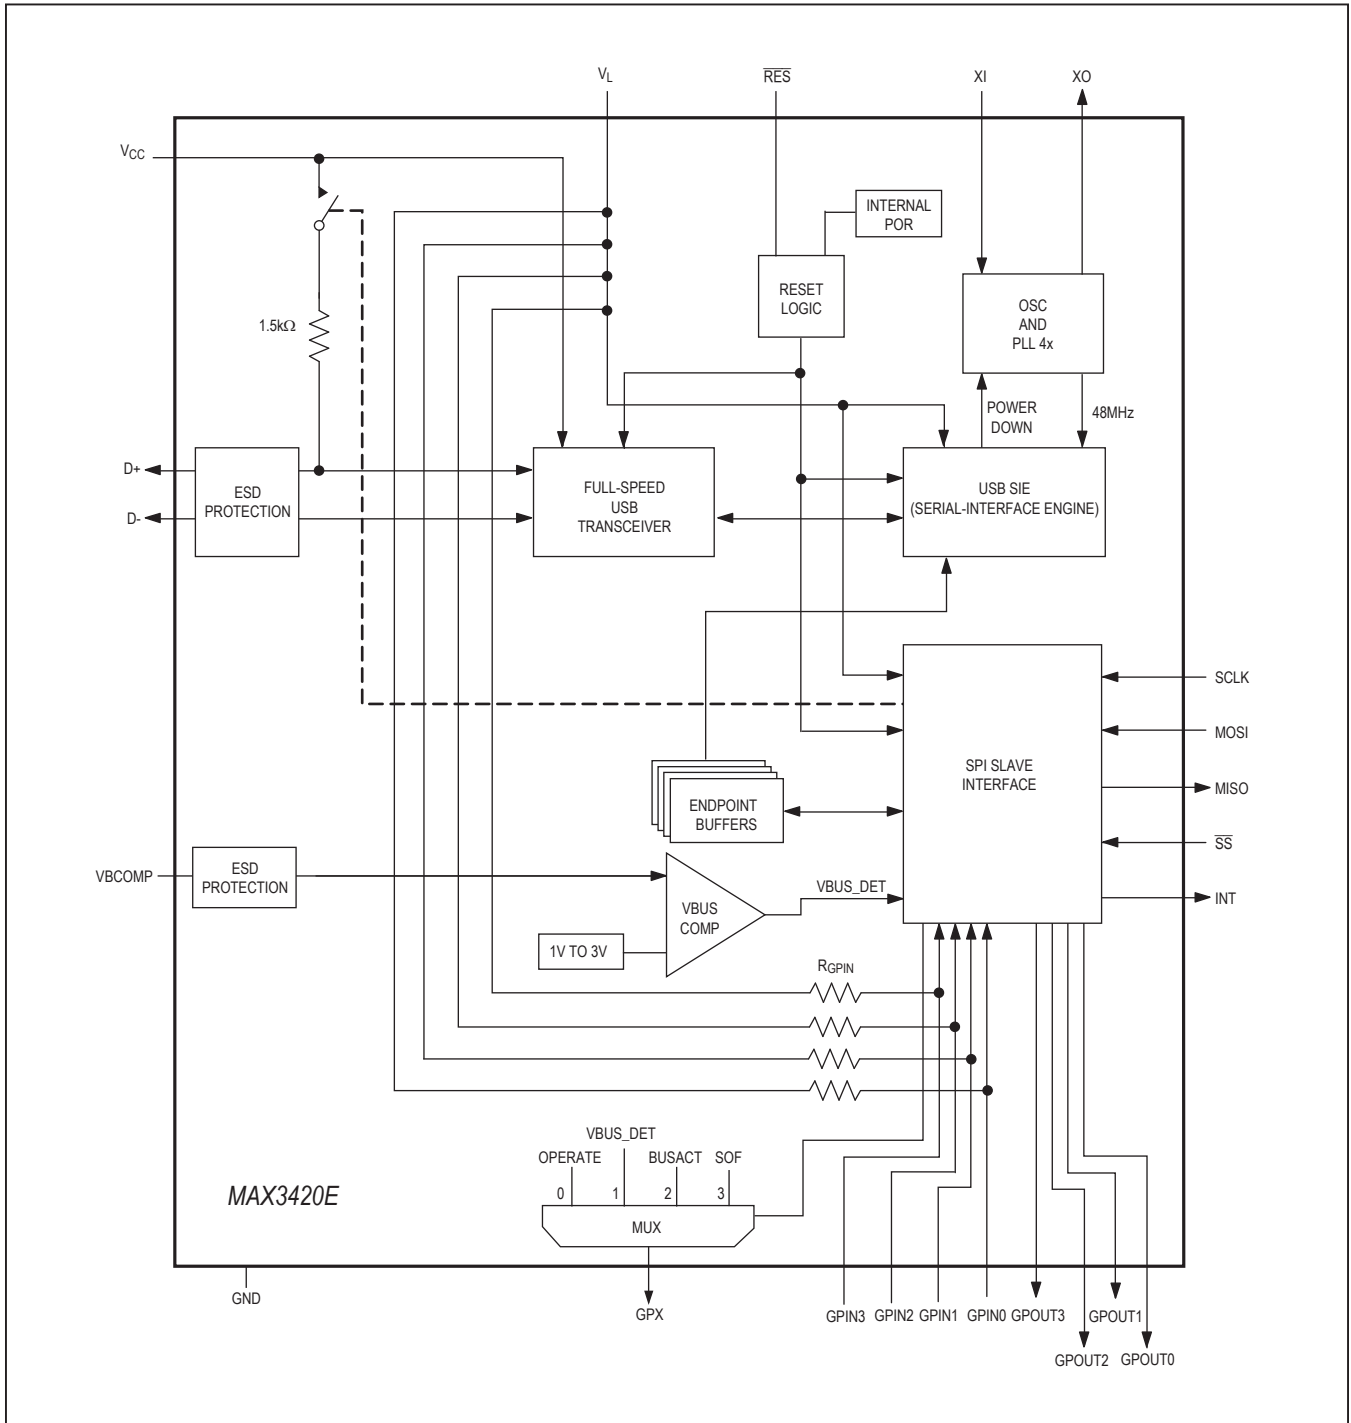 VL
RES
XI
XO
VCC
INTERNAL
POR
RESET
LOGIC
OSC
AND
PLL 4x
1.5kΩ
POWER
DOWN
48MHz
D+
D-
ESD
PROTECTION
FULL-SPEED
USB
TRANSCEIVER
USB SIE
(SERIAL-INTERFACE ENGINE)
SCLK
MOSI
SPI SLAVE
INTERFACE
MISO
ENDPOINT
BUFFERS
SS
VBCOMP
ESD
PROTECTION
VBUS_DET
INT
VBUS
COMP
1V TO 3V
RGPIN
VBUS_DET
OPERATE
BUSACT
SOF
0
1
2
3
MUX
MAX3420E
GND
GPX
GPIN3
GPIN2
GPIN1
GPIN0
GPOUT3
GPOUT1
GPOUT2
GPOUT0